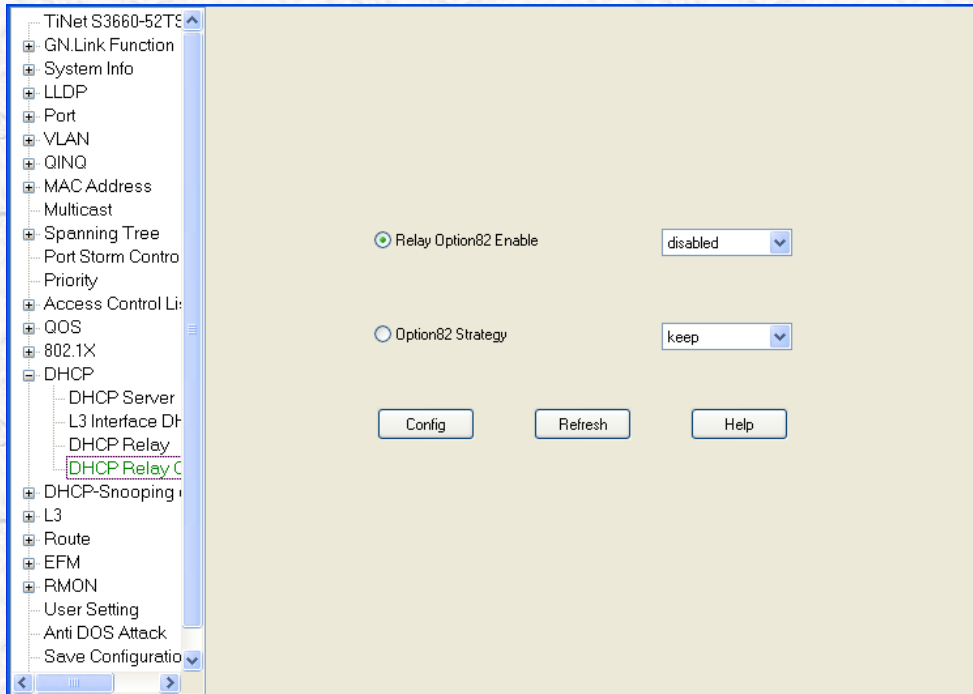 TiNet S3660-52TS
GN.Link Function
System Info
LLDP
Port
VLAN
QINQ
MAC Address
Multicast
Spanning Tree
Port Storm Contro
Priority
Access Control Li
QOS
802.1X
DHCP
DHCP Server
L3 Interface DH
DHCP Relay
DHCP Relay O
DHCP-Snooping
L3
Route
EFM
RMON
User Setting
Anti DOS Attack
Save Configuratio
Relay Option82 Enable
disabled
Option82 Strategy
keep
Config
Refresh
Help